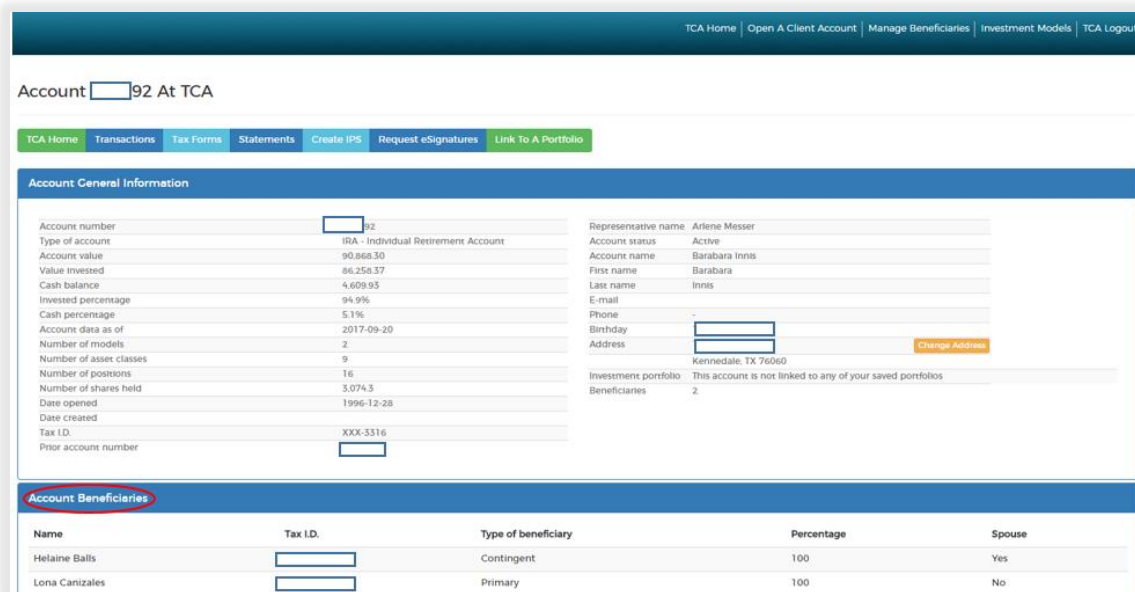 TCA Home | Open A Client Account | Manage Beneficiaries | Investment Models | TCA Logout
Account 92 At TCA
TCA Home Transactions Tax Forms Statements Create IPS Request eSignatures Link To A Portfolio
Account General Information
Account number 92
Type of account IRA - Individual Retirement Account
Account value 90,868.30
Value invested 86,258.37
Cash balance 4,609.93
Invested percentage 94.9%
Cash percentage 5.1%
Account data as of 2017-09-20
Number of models 2
Number of asset classes 9
Number of positions 16
Number of shares held 3,074.3
Date opened 1996-12-28
Date created
Tax I.D. XXX-3316
Prior account number
Representative name Arlene Messer
Account status Active
Account name Barabara Innis
First name Barabara
Last name Innis
E-mail
Phone -
Birthday
Address Change Address
Kennedale, TX 76060
Investment portfolio This account is not linked to any of your saved portfolios
Beneficiaries 2
Account Beneficiaries
Name Tax I.D. Type of beneficiary Percentage Spouse
Helaine Balls Contingent 100 Yes
Lona Canizales Primary 100 No